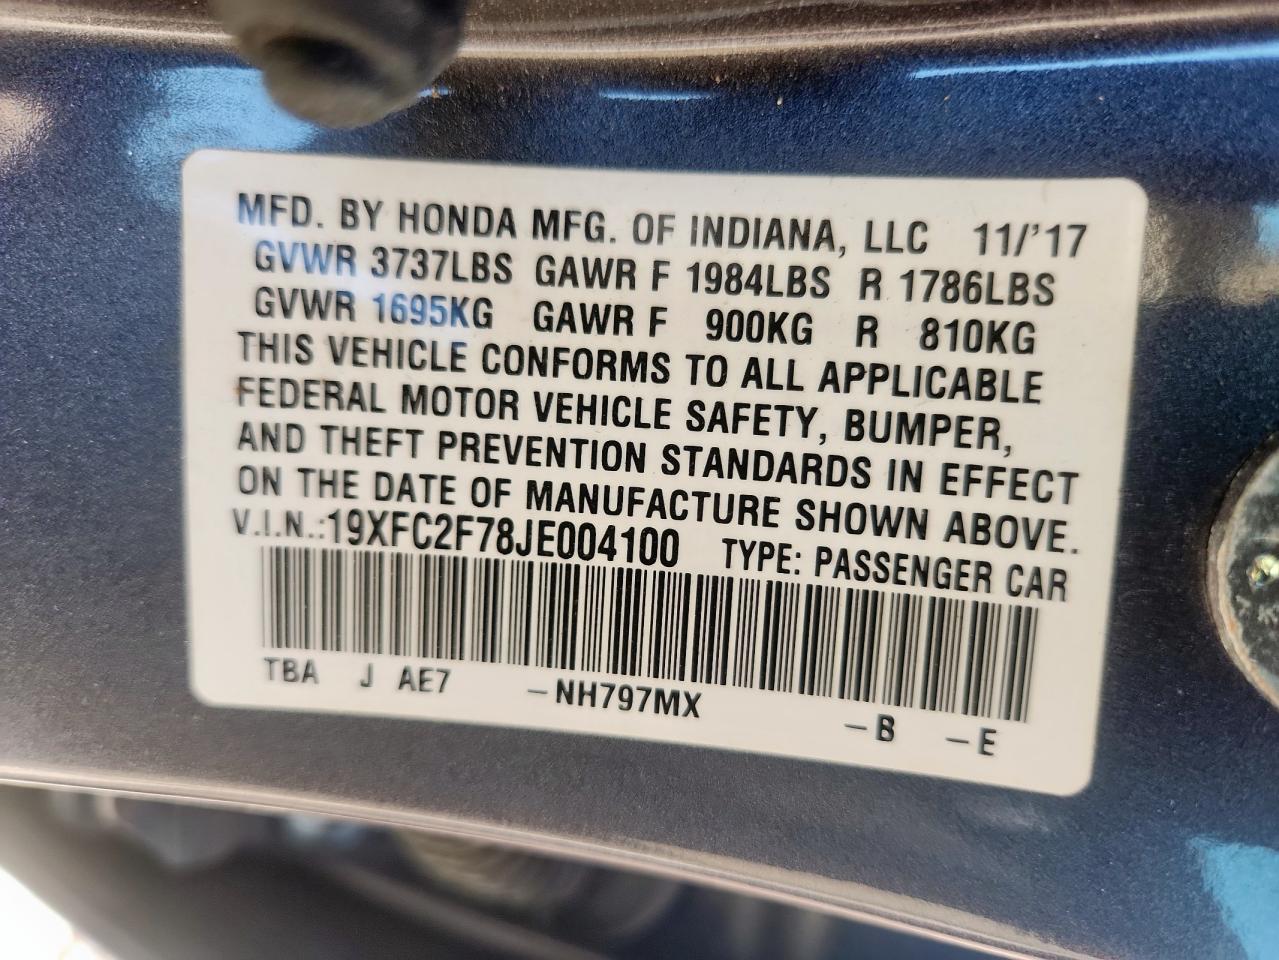 MFD. BY HONDA MFG. OF INDIANA, LLC 11/'17
GVWR 3737LBS GAWR F 1984LBS R 1786LBS
GVWR 1695KG GAWR F 900KG R 810KG
THIS VEHICLE CONFORMS TO ALL APPLICABLE
FEDERAL MOTOR VEHICLE SAFETY, BUMPER,
AND THEFT PREVENTION STANDARDS IN EFFECT
ON THE DATE OF MANUFACTURE SHOWN ABOVE.
V.I.N.:19XFC2F78JE004100 TYPE: PASSENGER CAR
TBA J AE7 -NH797MX -B -E